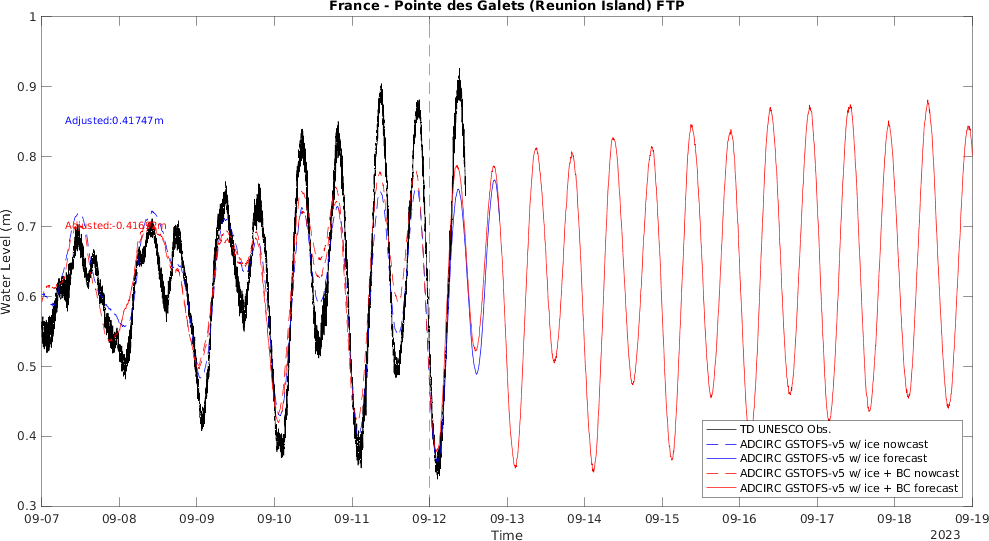 France - Pointe des Galets (Reunion Island) FTP
1
0.9
0.8
0.7
0.6
0.5
0.4
0.3
Water Level (m)
Adjusted:0.41747m
TD UNESCO Obs.
ADCIRC GSTOFS-v5 w/ ice nowcast
ADCIRC GSTOFS-v5 w/ ice forecast
ADCIRC GSTOFS-v5 w/ ice + BC nowcast
ADCIRC GSTOFS-v5 w/ ice + BC forecast
09-07 09-08 09-09 09-10 09-11 09-12 09-13 09-14 09-15 09-16 09-17 09-18 09-19
Time
2023